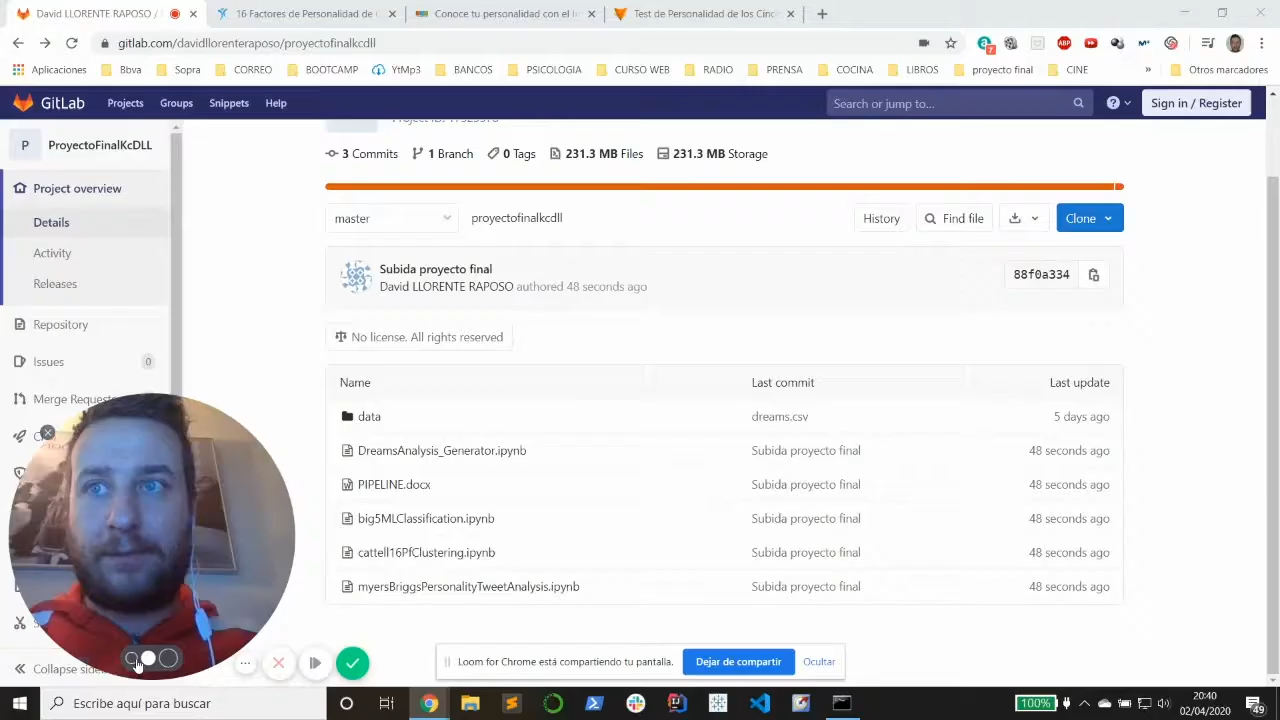 David LLORENTE RAPOSO /
16 Factores de Personalidad de C
Conoce tu personalidad con el In
Test de Personalidad de los Cinc
gitlab.com/davidllorenteraposo/proyectofinalkcdll
7
ABP
Aplicaciones
Bbva
Sopra
CORREO
BOOTCAMP
YtMp3
BANCOS
PSICOLOGIA
CURSO WEB
RADIO
PRENSA
COCINA
LIBROS
proyecto final
CINE
»
Otros marcadores
GitLab
Projects
Groups
Snippets
Help
Search or jump to...
Sign in / Register
P
ProyectoFinalKcDLL
Project overview
Details
Activity
Releases
Repository
Issues
0
Merge Request
Collapse sid
3 Commits
1 Branch
0 Tags
231.3 MB Files
231.3 MB Storage
master
proyectofinalkcdll
History
Find file
Clone
Subida proyecto final
88f0a334
David LLORENTE RAPOSO authored 48 seconds ago
No license. All rights reserved
Name Last commit Last update
data dreams.csv 5 days ago
DreamsAnalysis_Generator.ipynb Subida proyecto final 48 seconds ago
PIPELINE.docx Subida proyecto final 48 seconds ago
big5MLClassification.ipynb Subida proyecto final 48 seconds ago
cattell16PfClustering.ipynb Subida proyecto final 48 seconds ago
myersBriggsPersonalityTweetAnalysis.ipynb Subida proyecto final 48 seconds ago
Loom for Chrome está compartiendo tu pantalla.
Dejar de compartir
Ocultar
Escribe aquí para buscar
100%
20:40
02/04/2020
49